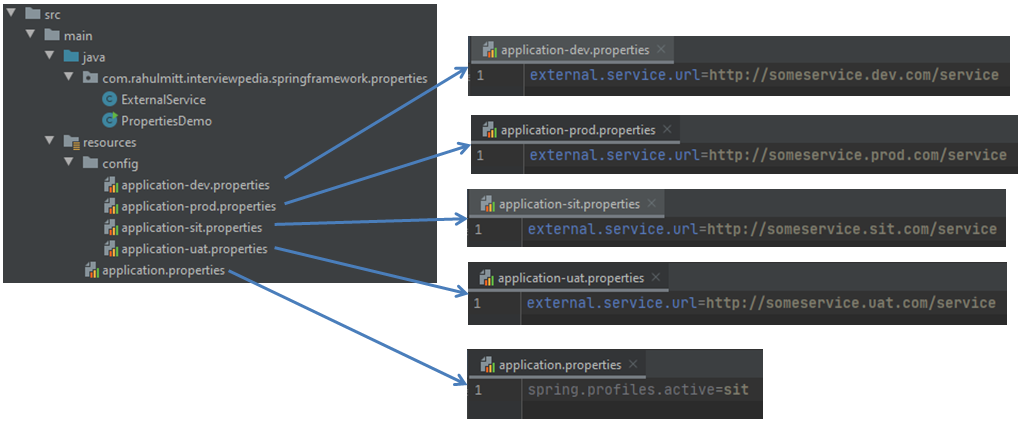 src
main
java
com.rahulmitt.interviewpedia.springframework.properties
ExternalService
PropertiesDemo
resources
config
application-dev.properties
application-prod.properties
application-sit.properties
application-uat.properties
application.properties
application-dev.properties
1 external.service.url=http://someservice.dev.com/service
application-prod.properties
1 external.service.url=http://someservice.prod.com/service
application-sit.properties
1 external.service.url=http://someservice.sit.com/service
application-uat.properties
1 external.service.url=http://someservice.uat.com/service
application.properties
1 spring.profiles.active=sit